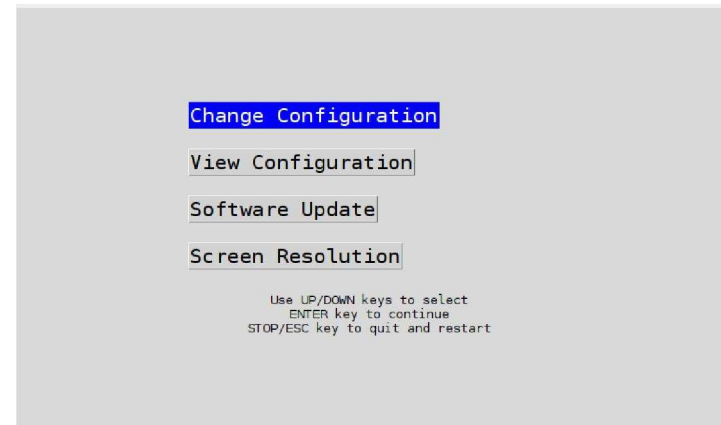 Change Configuration
View Configuration
Software Update
Screen Resolution
Use UP/DOWN keys to select
ENTER key to continue
STOP/ESC key to quit and restart